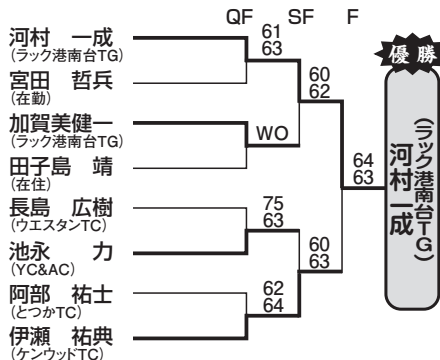 QF SF F
河村 一成
(ラック港南台TG)
宮田 哲兵
(在勤)
加賀美健一
(ラック港南台TG)
田子島 靖
(在住)
長島 広樹
(ウエスタンTC)
池永 力
(YC&AC)
阿部 祐士
(とつかTC)
伊瀬 祐典
(ケンウッドTC)
61
63
WO
75
63
62
64
60
62
60
63
64
63
優勝
(ラック港南台TG)
河村一成